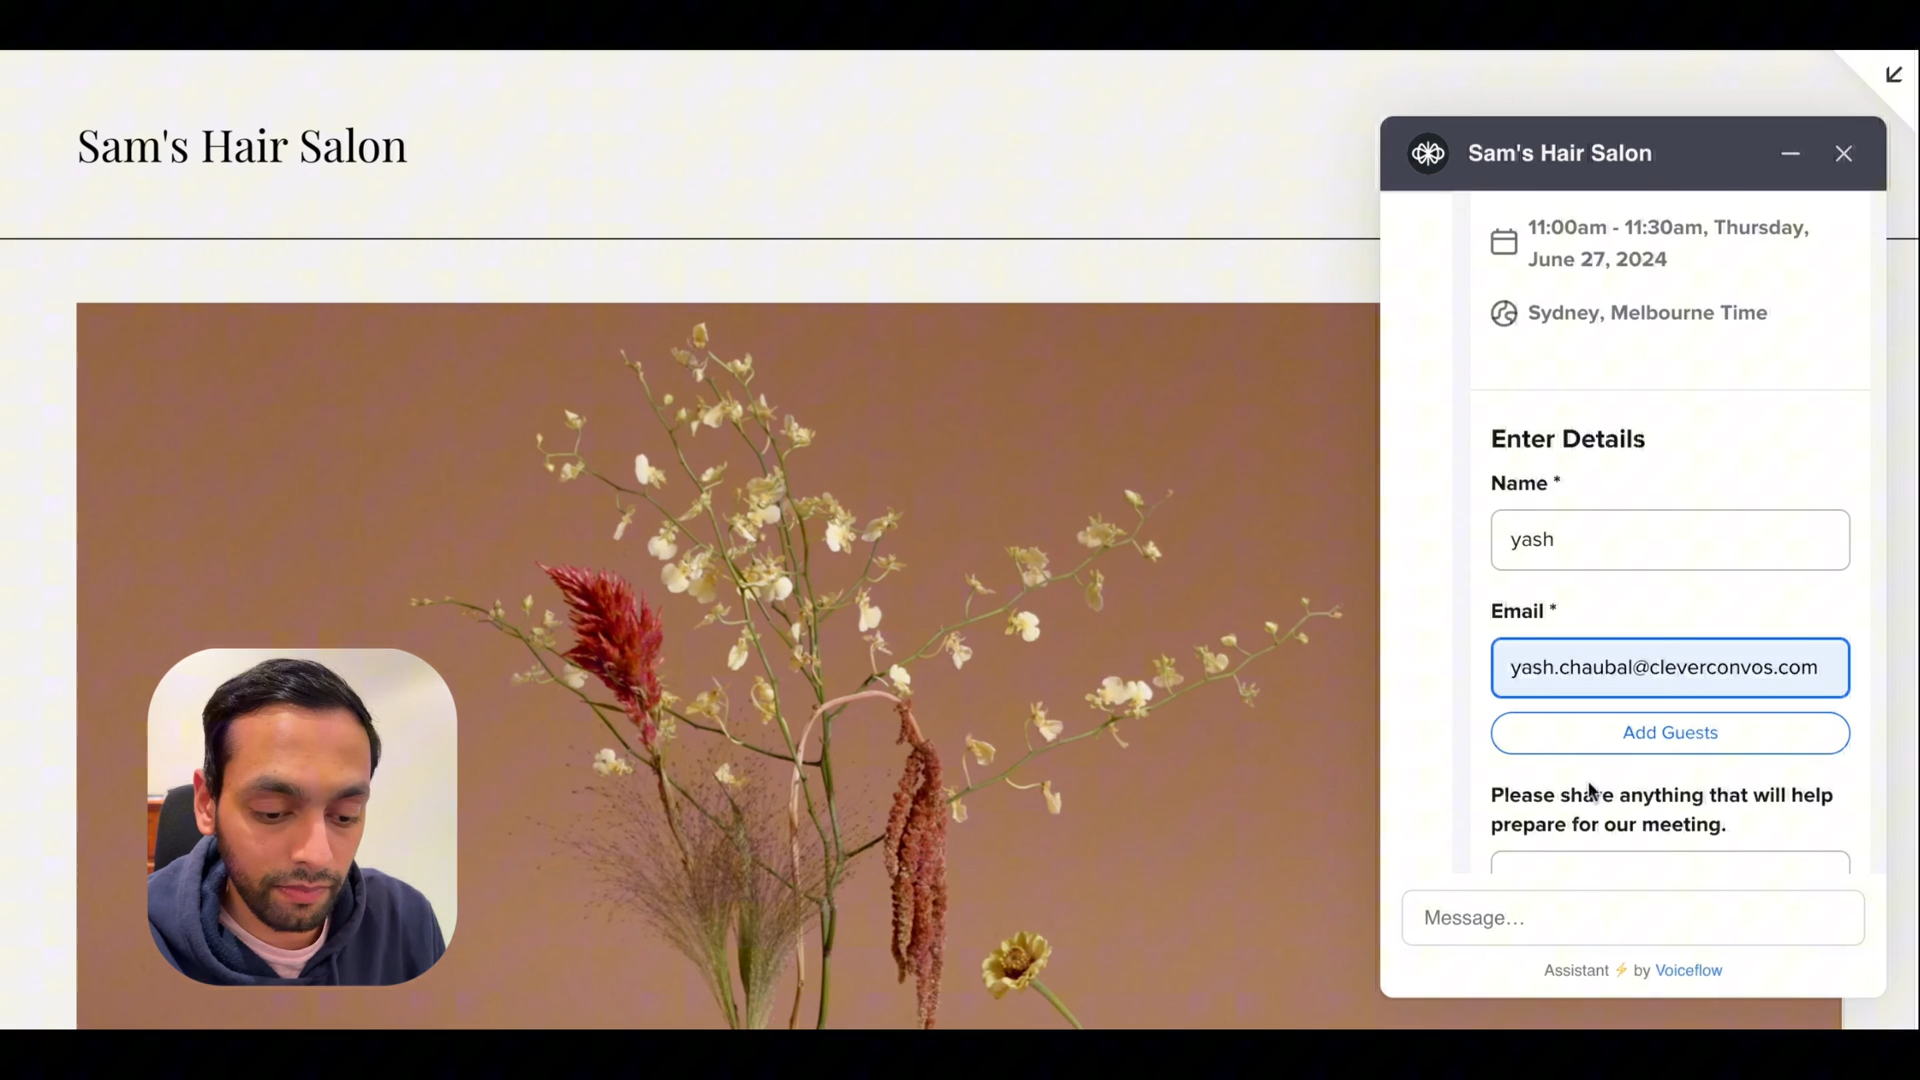 Sam's Hair Salon
Sam's Hair Salon
11:00am - 11:30am, Thursday,
June 27, 2024
Sydney, Melbourne Time
Enter Details
Name *
yash
Email *
yash.chaubal@cleverconvos.com
Add Guests
Please share anything that will help
prepare for our meeting.
Message...
Assistant ⚡ by Voiceflow